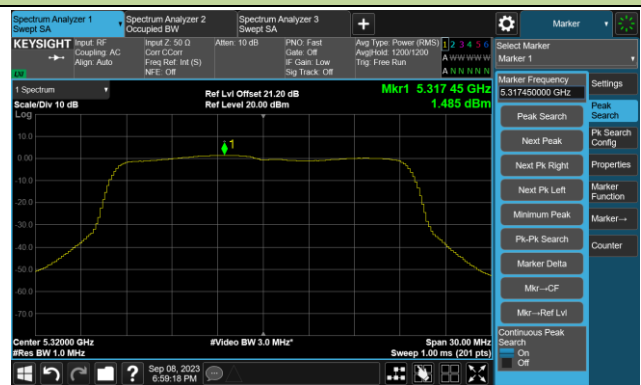 Spectrum Analyzer 1
Swept SA
Spectrum Analyzer 2
Occupied BW
Spectrum Analyzer 3
Swept SA
+
Marker
KEYSIGHT
Input: RF
Coupling: AC
Align: Auto
Input Z: 50 Ω
Corr CCorr
Freq Ref: Int (S)
NFE: Off
Atten: 10 dB
PNO: Fast
Gate: Off
IF Gain: Low
Sig Track: Off
Avg Type: Power (RMS)
Avg|Hold: 1200/1200
Trig: Free Run
1 2 3 4 5 6
A W W W W W
A N N N N N
Select Marker
Marker 1
1 Spectrum
Scale/Div 10 dB
Log
Ref Lvl Offset 21.20 dB
Ref Level 20.00 dBm
Mkr1 5.317 45 GHz
1.485 dBm
1
10.0
0.00
-10.0
-20.0
-30.0
-40.0
-50.0
-60.0
-70.0
Center 5.32000 GHz
#Res BW 1.0 MHz
#Video BW 3.0 MHz*
Span 30.00 MHz
Sweep 1.00 ms (201 pts)
Marker Frequency
5.317450000 GHz
Peak Search
Next Peak
Next Pk Right
Next Pk Left
Minimum Peak
Pk-Pk Search
Marker Delta
Mkr→CF
Mkr→Ref Lvl
Continuous Peak
Search
On
Off
Settings
Peak
Search
Pk Search
Config
Properties
Marker
Function
Marker→
Counter
?
Sep 08, 2023
6:59:18 PM